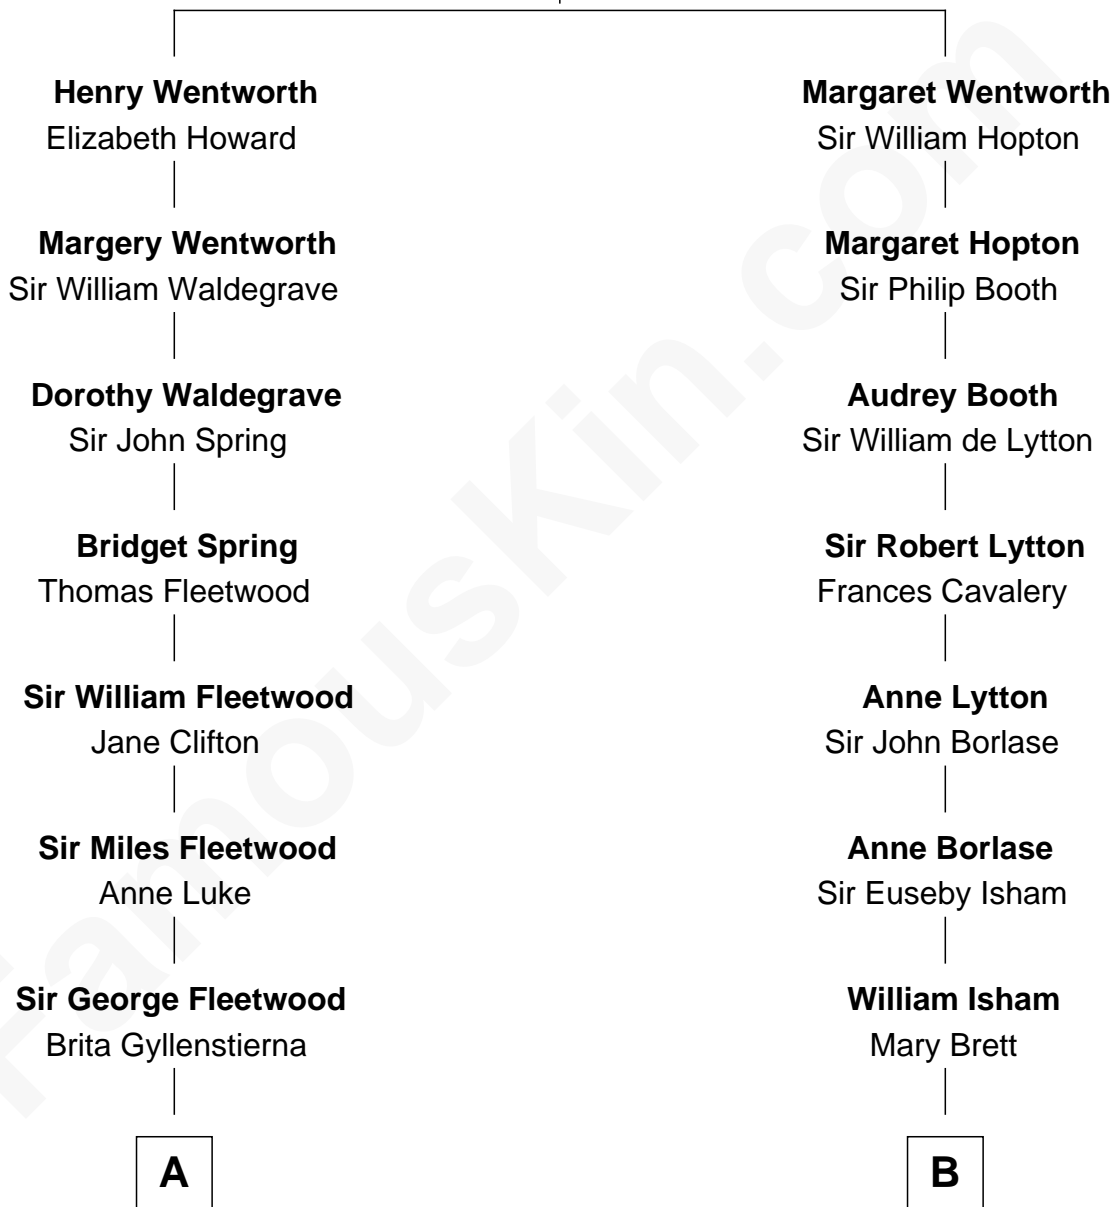 Henry Wentworth
Elizabeth Howard
Margery Wentworth
Sir William Waldegrave
Dorothy Waldegrave
Sir John Spring
Bridget Spring
Thomas Fleetwood
Sir William Fleetwood
Jane Clifton
Sir Miles Fleetwood
Anne Luke
Sir George Fleetwood
Brita Gyllenstierna
A
Margaret Wentworth
Sir William Hopton
Margaret Hopton
Sir Philip Booth
Audrey Booth
Sir William de Lytton
Sir Robert Lytton
Frances Cavalery
Anne Lytton
Sir John Borlase
Anne Borlase
Sir Euseby Isham
William Isham
Mary Brett
B
FamousKin.com